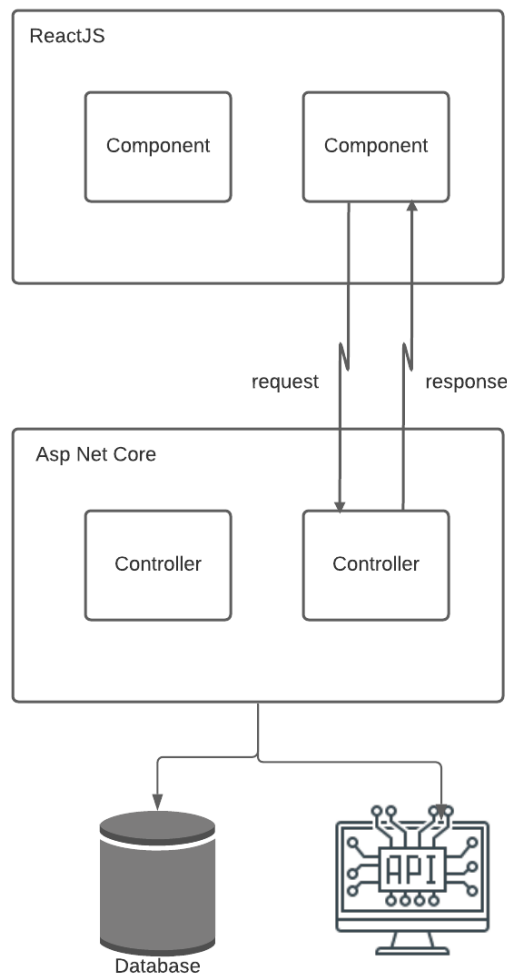 ReactJS
Component
Component
request
response
Asp Net Core
Controller
Controller
API
Database